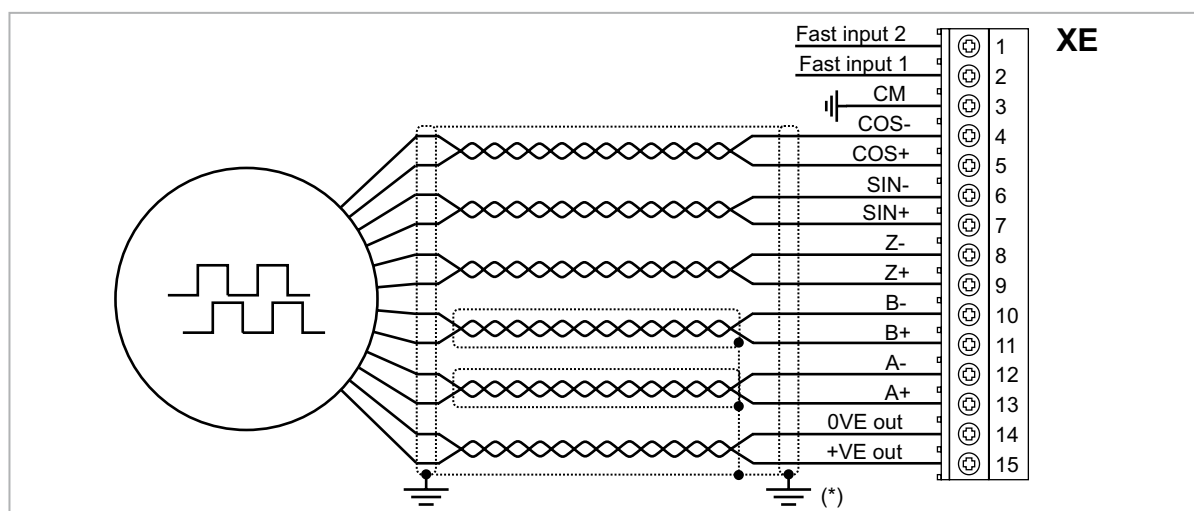 XE
Fast input 2 1
Fast input 1 2
CM 3
COS- 4
COS+ 5
SIN- 6
SIN+ 7
Z- 8
Z+ 9
B- 10
B+ 11
A- 12
A+ 13
0VE out 14
+VE out 15
(*)